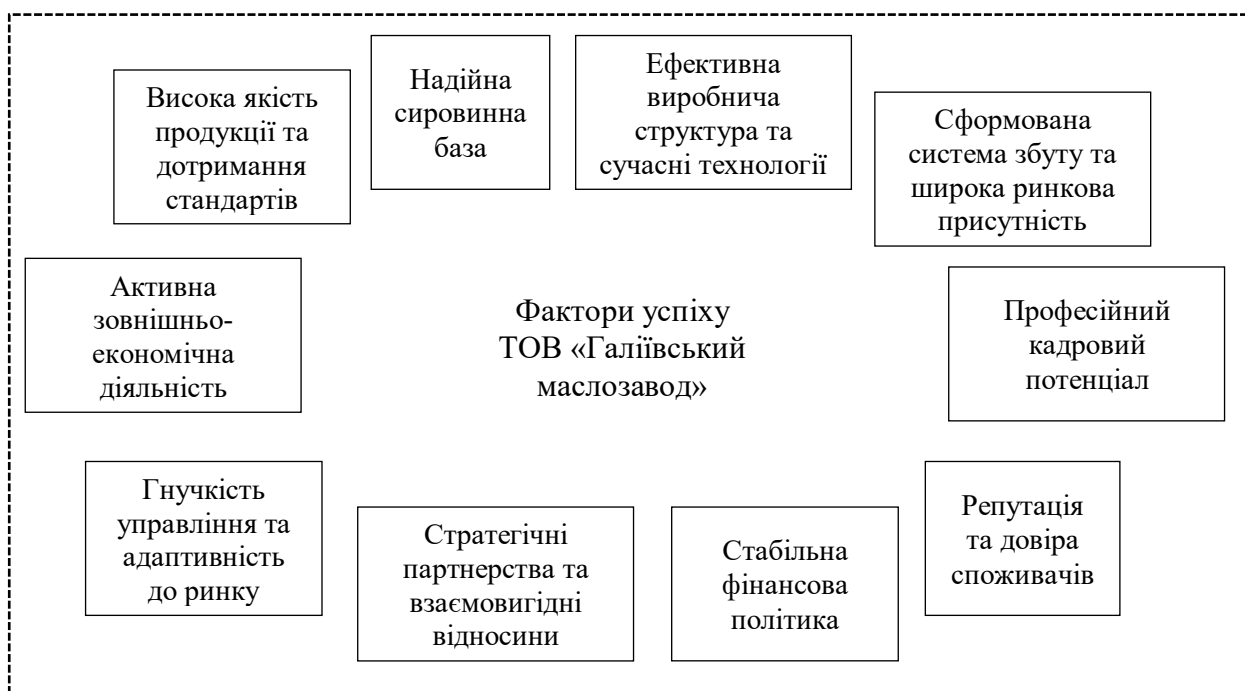 Висока якість
продукції та
дотримання
стандартів
Надійна
сировинна
база
Ефективна
виробнича
структура та
сучасні технології
Сформована
система збуту та
широка ринкова
присутність
Активна
зовнішньо-
економічна
діяльність
Фактори успіху
ТОВ «Галіївський
маслозавод»
Професійний
кадровий
потенціал
Гнучкість
управління та
адаптивність
до ринку
Стратегічні
партнерства та
взаємовигідні
відносини
Стабільна
фінансова
політика
Репутація
та довіра
споживачів